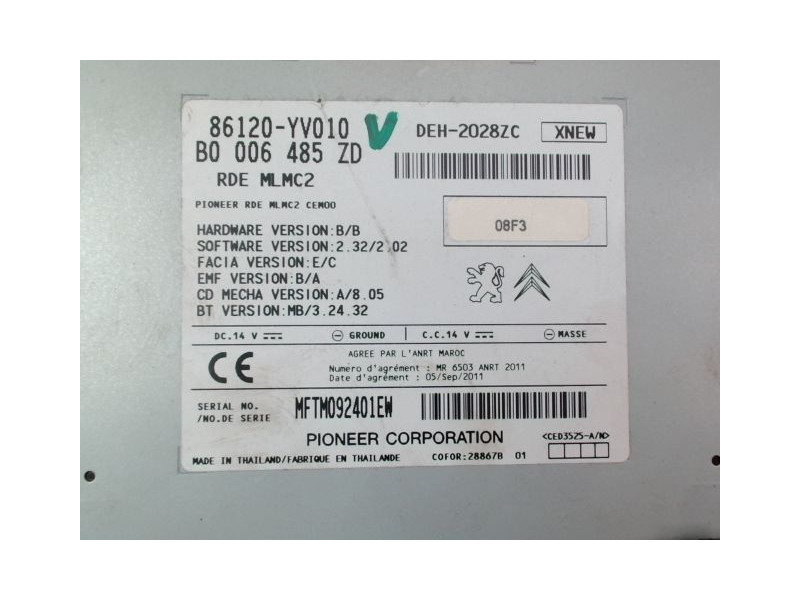 86120-YV010 V DEH-2028ZC XNEW
B0 006 485 ZD
RDE MLMC2
PIONEER RDE MLMC2 CEM00
08F3
HARDWARE VERSION:B/B
SOFTWARE VERSION:2.32/2.02
FACIA VERSION:E/C
EMF VERSION:B/A
CD MECHA VERSION:A/8.05
BT VERSION:MB/3.24.32
DC.14 V GROUND C.C.14 V MASSE
CE
AGREE PAR L'ANRT MAROC
Numero d'agrément : MR 6503 ANRT 2011
Date d'agrément : 05/Sep/2011
SERIAL NO.
/NO.DE SERIE MFTM092401EW
PIONEER CORPORATION <CED3525-A/N>
MADE IN THAILAND/FABRIQUE EN THAILANDE COFOR:28867B 01